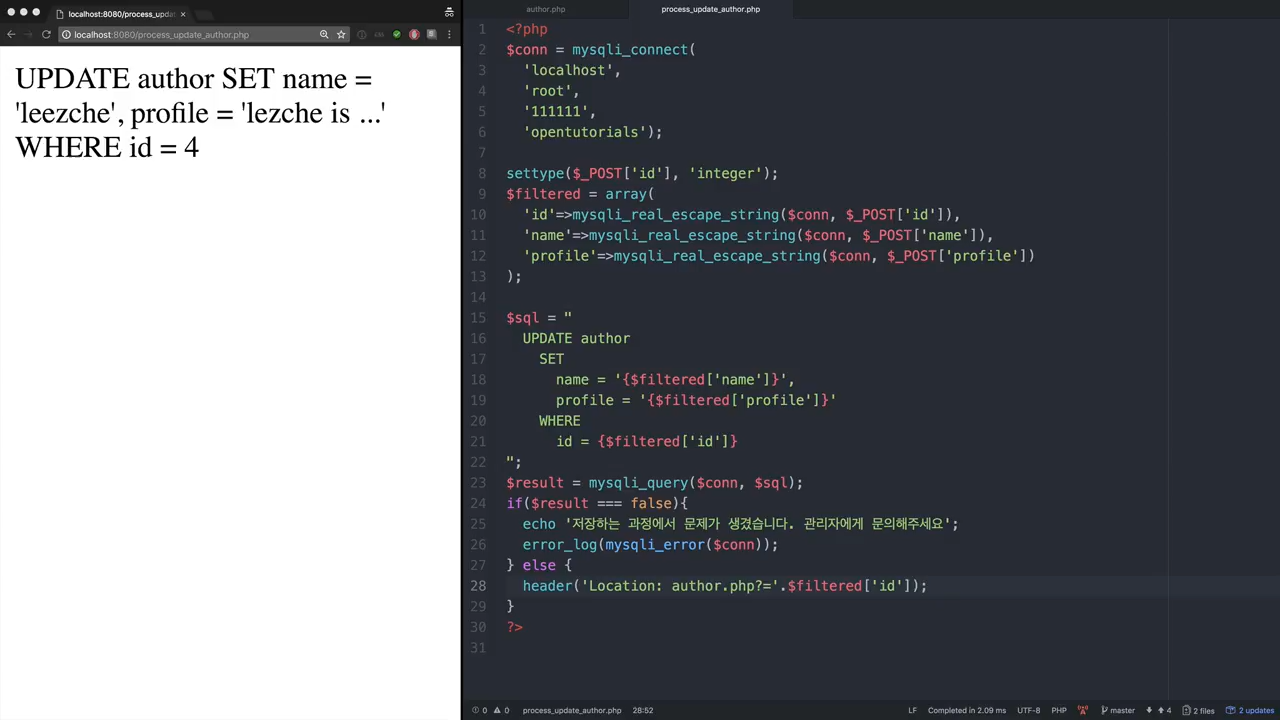 localhost:8080/process_upda
localhost:8080/process_update_author.php
UPDATE author SET name =
'leezche', profile = 'lezche is ...'
WHERE id = 4
author.php
process_update_author.php
1 <?php
2 $conn = mysqli_connect(
3 'localhost',
4 'root',
5 '111111',
6 'opentutorials');
7
8 settype($_POST['id'], 'integer');
9 $filtered = array(
10 'id'=>mysqli_real_escape_string($conn, $_POST['id']),
11 'name'=>mysqli_real_escape_string($conn, $_POST['name']),
12 'profile'=>mysqli_real_escape_string($conn, $_POST['profile'])
13 );
14
15 $sql = "
16 UPDATE author
17 SET
18 name = '{$filtered['name']}',
19 profile = '{$filtered['profile']}'
20 WHERE
21 id = {$filtered['id']}
22 ";
23 $result = mysqli_query($conn, $sql);
24 if($result === false){
25 echo '저장하는 과정에서 문제가 생겼습니다. 관리자에게 문의해주세요';
26 error_log(mysqli_error($conn));
27 } else {
28 header('Location: author.php?='.$filtered['id']);
29 }
30 ?>
31
0 0 process_update_author.php 28:52
LF Completed in 2.09 ms UTF-8 PHP master 4 2 files 2 updates